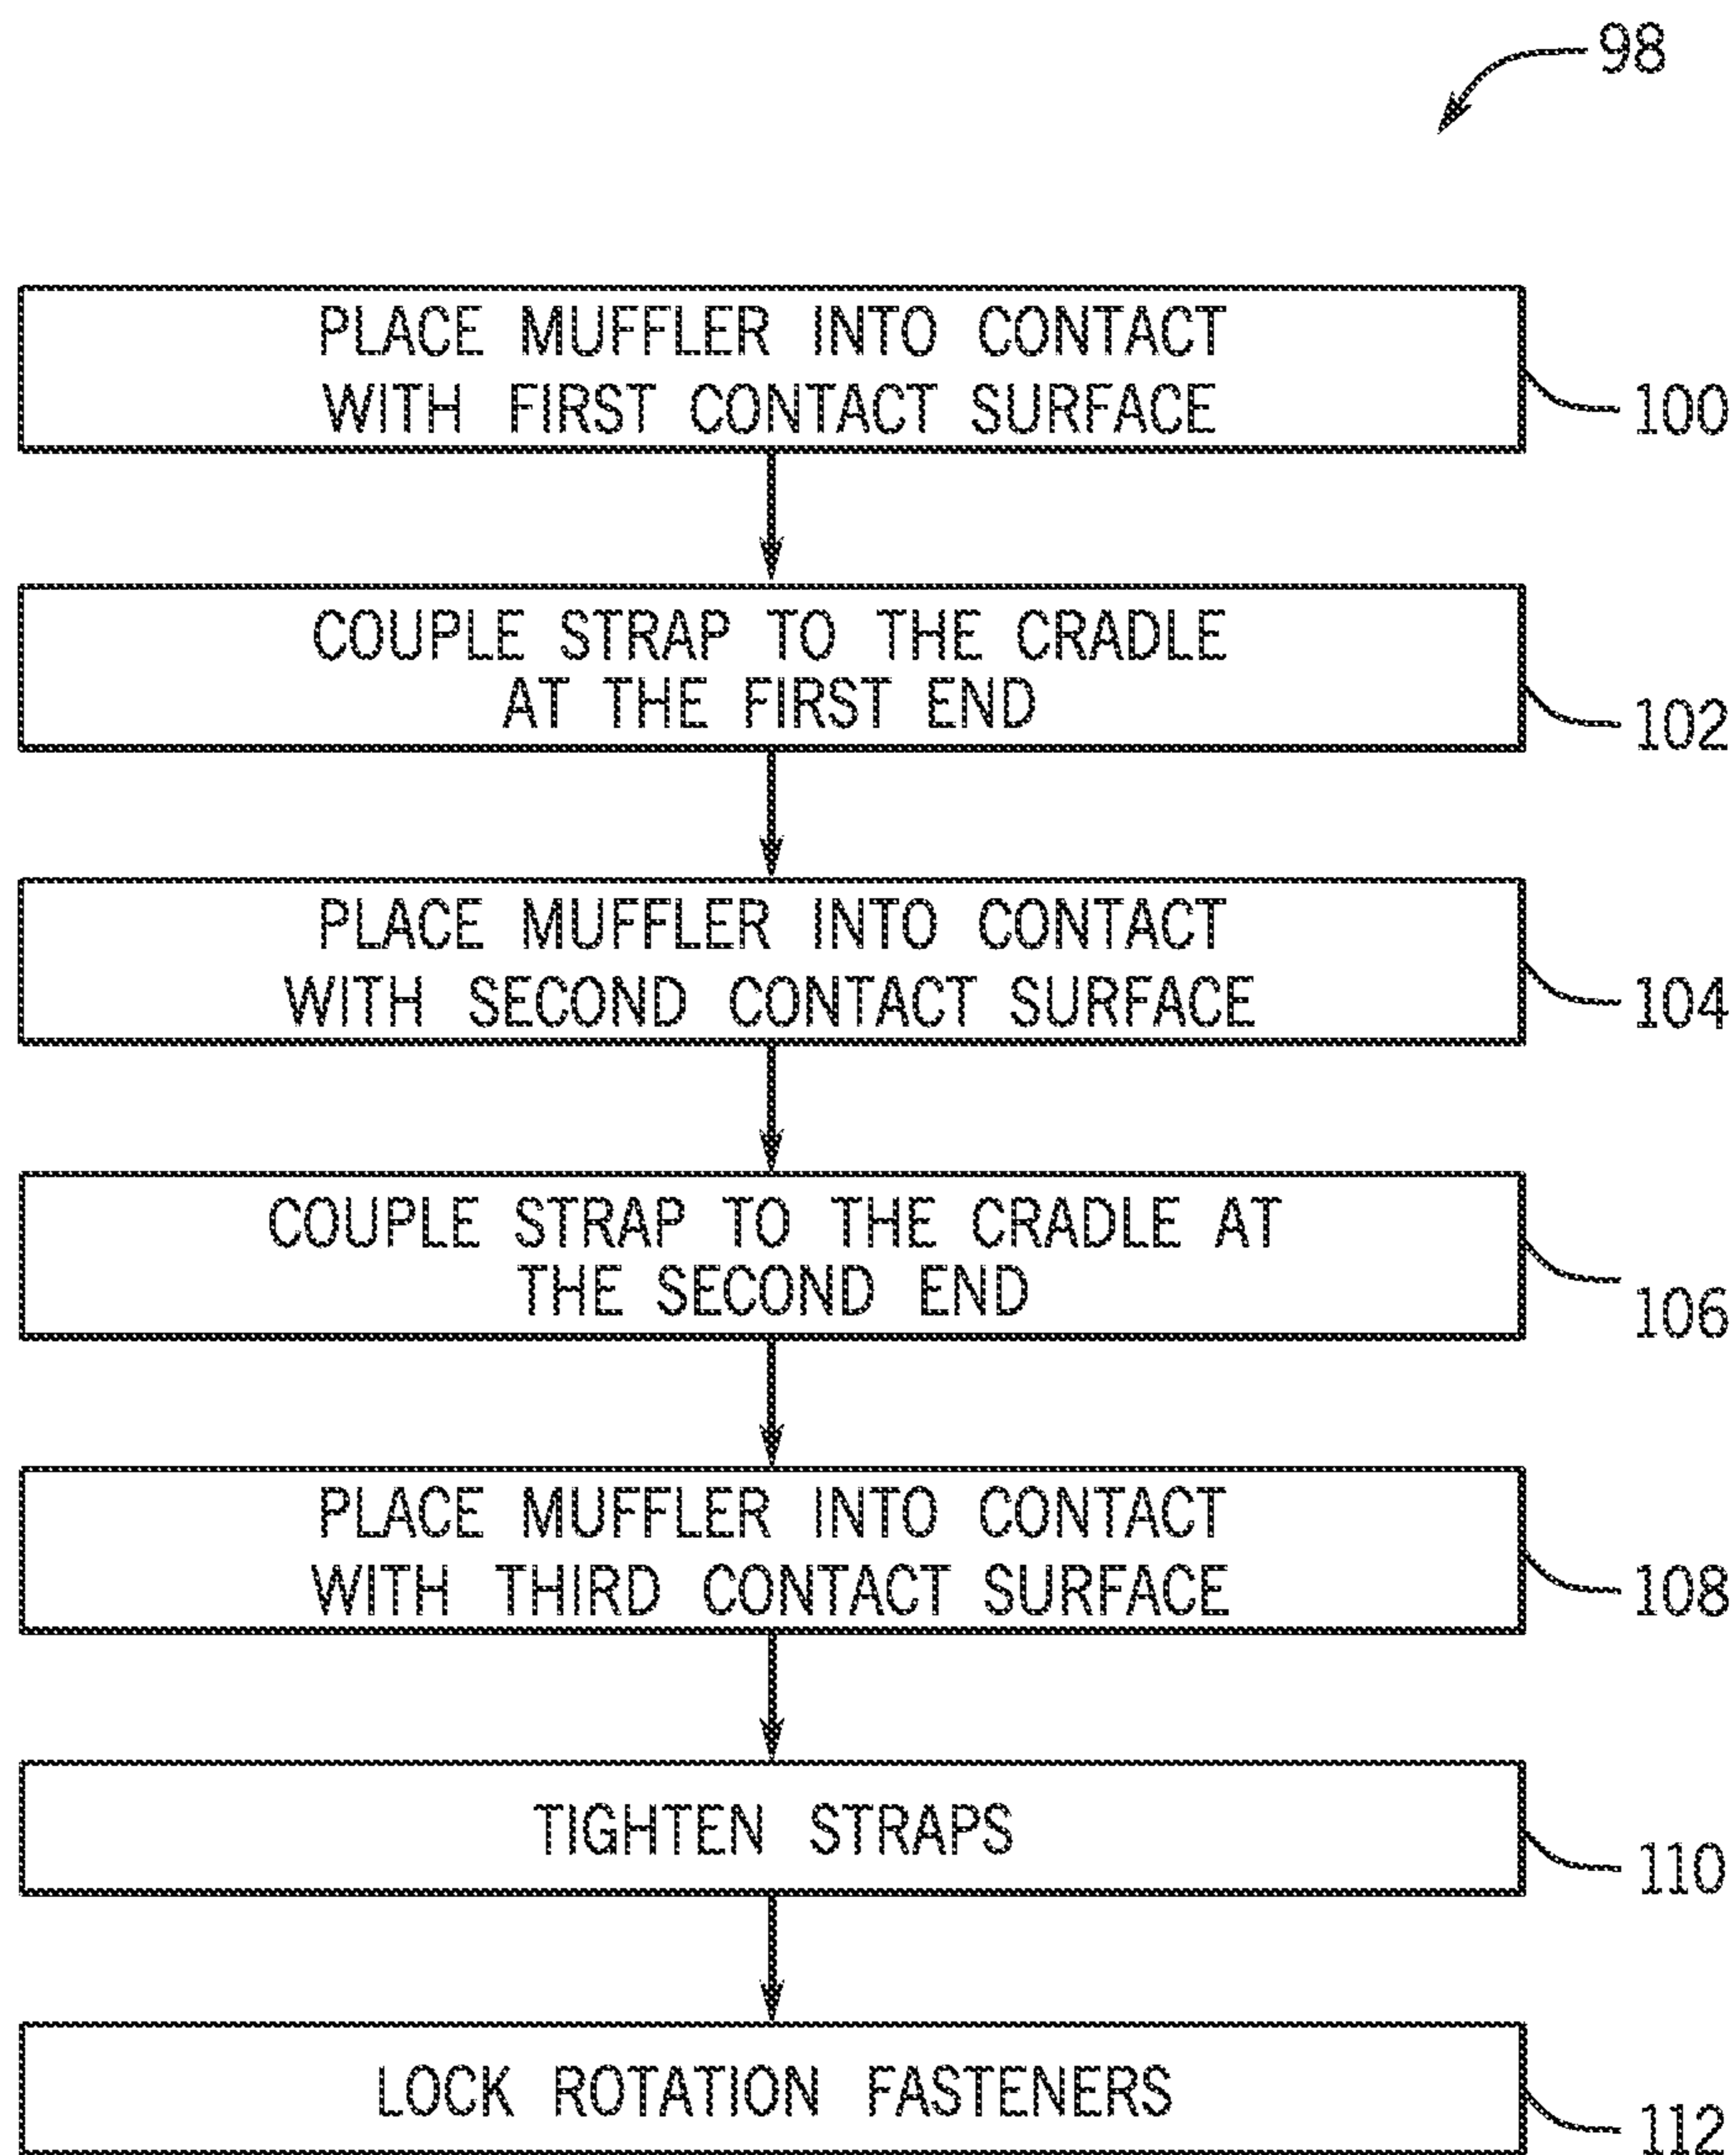 98
PLACE MUFFLER INTO CONTACT
WITH FIRST CONTACT SURFACE
100
COUPLE STRAP TO THE CRADLE
AT THE FIRST END
102
PLACE MUFFLER INTO CONTACT
WITH SECOND CONTACT SURFACE
104
COUPLE STRAP TO THE CRADLE AT
THE SECOND END
106
PLACE MUFFLER INTO CONTACT
WITH THIRD CONTACT SURFACE
108
TIGHTEN STRAPS
110
LOCK ROTATION FASTENERS
112